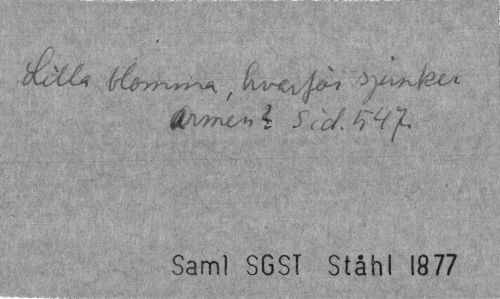 Lilla blomma, hvarför sjunker
armen? Sid. 547.
Saml SGST Ståhl 1877